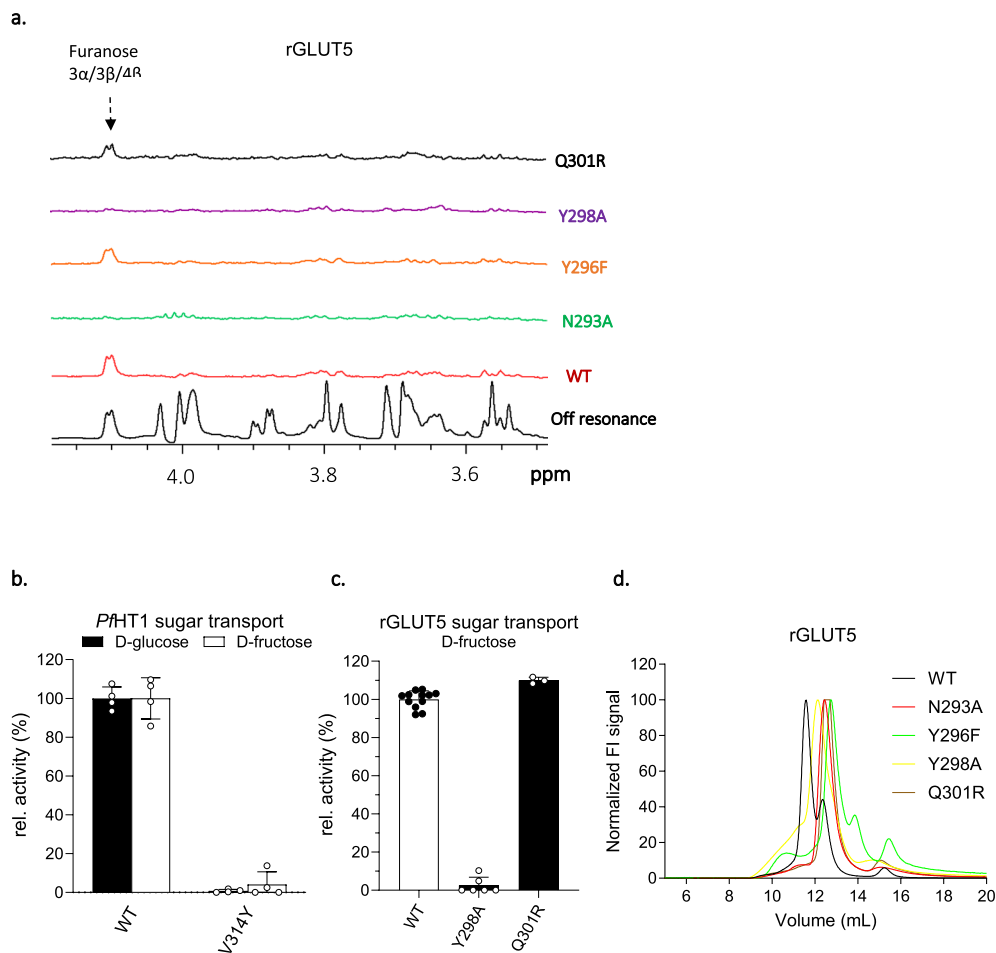 a.
Furanose
3α/3β/4β
rGLUT5
Q301R
Y298A
Y296F
N293A
WT
Off resonance
4.0
3.8
3.6
ppm
b.
PfHT1 sugar transport
D-glucose
D-fructose
rel. activity (%)
120
100
80
60
40
20
0
WT
V314Y
c.
rGLUT5 sugar transport
D-fructose
rel. activity (%)
120
100
80
60
40
20
0
WT
Y298A
Q301R
d.
rGLUT5
Normalized FI signal
120
100
80
60
40
20
0
6
8
10
12
14
16
18
20
Volume (mL)
WT
N293A
Y296F
Y298A
Q301R